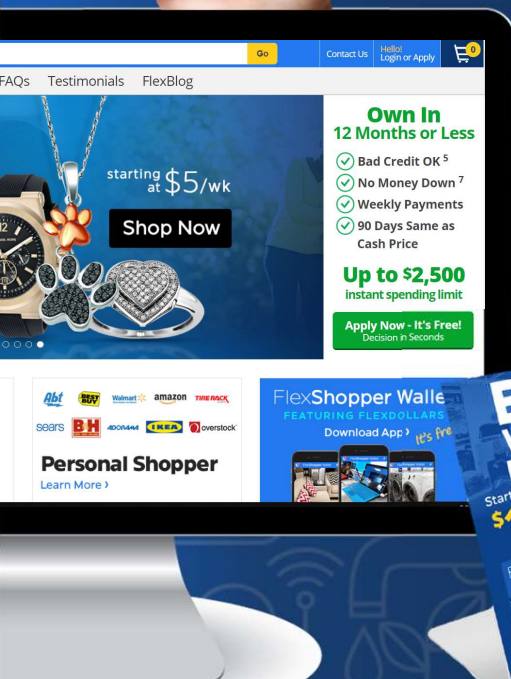 Go
Contact Us
Hello!
Login or Apply
0
FAQs Testimonials FlexBlog
starting
at $5/wk
Shop Now
Own In
12 Months or Less
Bad Credit OK 5
No Money Down 7
Weekly Payments
90 Days Same as
Cash Price
Up to $2,500
instant spending limit
Apply Now - It's Free!
Decision in Seconds
Abt BEST BUY Walmart amazon TIRE RACK
sears B&H ADORAMA IKEA overstock
Personal Shopper
Learn More ›
FlexShopper Walle
FEATURING FLEXDOLLARS
Download App › It's fre
Start